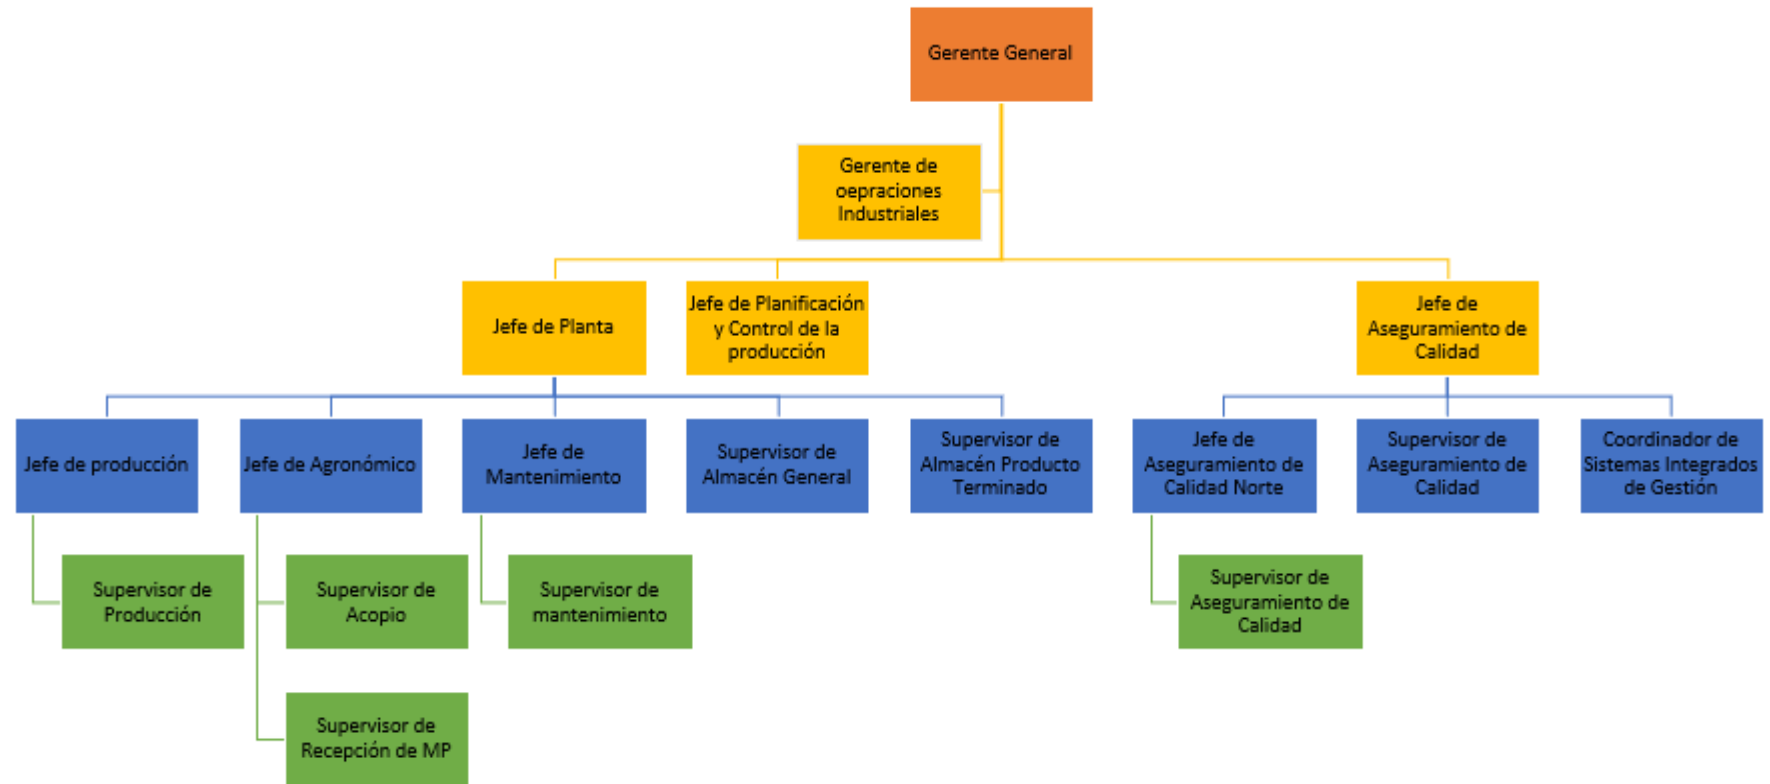 Gerente General
Gerente de
oepraciones
Industriales
Jefe de Planta
Jefe de Planificación
y Control de la
producción
Jefe de
Aseguramiento de
Calidad
Jefe de producción
Jefe de Agronómico
Jefe de
Mantenimiento
Supervisor de
Almacén General
Supervisor de
Almacén Producto
Terminado
Jefe de
Aseguramiento de
Calidad Norte
Supervisor de
Aseguramiento de
Calidad
Coordinador de
Sistemas Integrados
de Gestión
Supervisor de
Producción
Supervisor de
Acopio
Supervisor de
mantenimiento
Supervisor de
Aseguramiento de
Calidad
Supervisor de
Recepción de MP